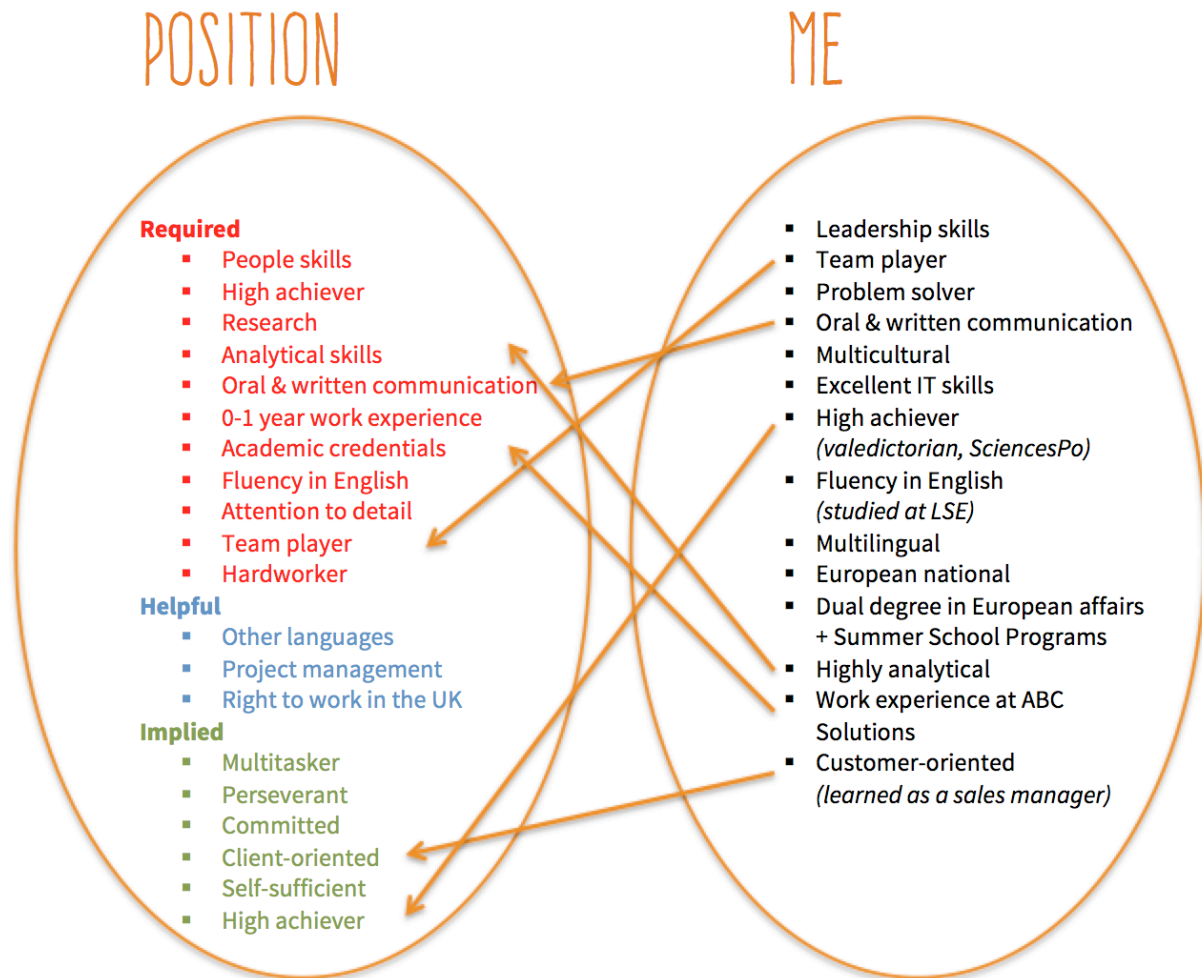 POSITION
Required
▪ People skills
▪ High achiever
▪ Research
▪ Analytical skills
▪ Oral & written communication
▪ 0-1 year work experience
▪ Academic credentials
▪ Fluency in English
▪ Attention to detail
▪ Team player
▪ Hardworker
Helpful
▪ Other languages
▪ Project management
▪ Right to work in the UK
Implied
▪ Multitasker
▪ Perseverant
▪ Committed
▪ Client-oriented
▪ Self-sufficient
▪ High achiever
ME
▪ Leadership skills
▪ Team player
▪ Problem solver
▪ Oral & written communication
▪ Multicultural
▪ Excellent IT skills
▪ High achiever
(valedictorian, SciencesPo)
▪ Fluency in English
(studied at LSE)
▪ Multilingual
▪ European national
▪ Dual degree in European affairs
+ Summer School Programs
▪ Highly analytical
▪ Work experience at ABC
Solutions
▪ Customer-oriented
(learned as a sales manager)